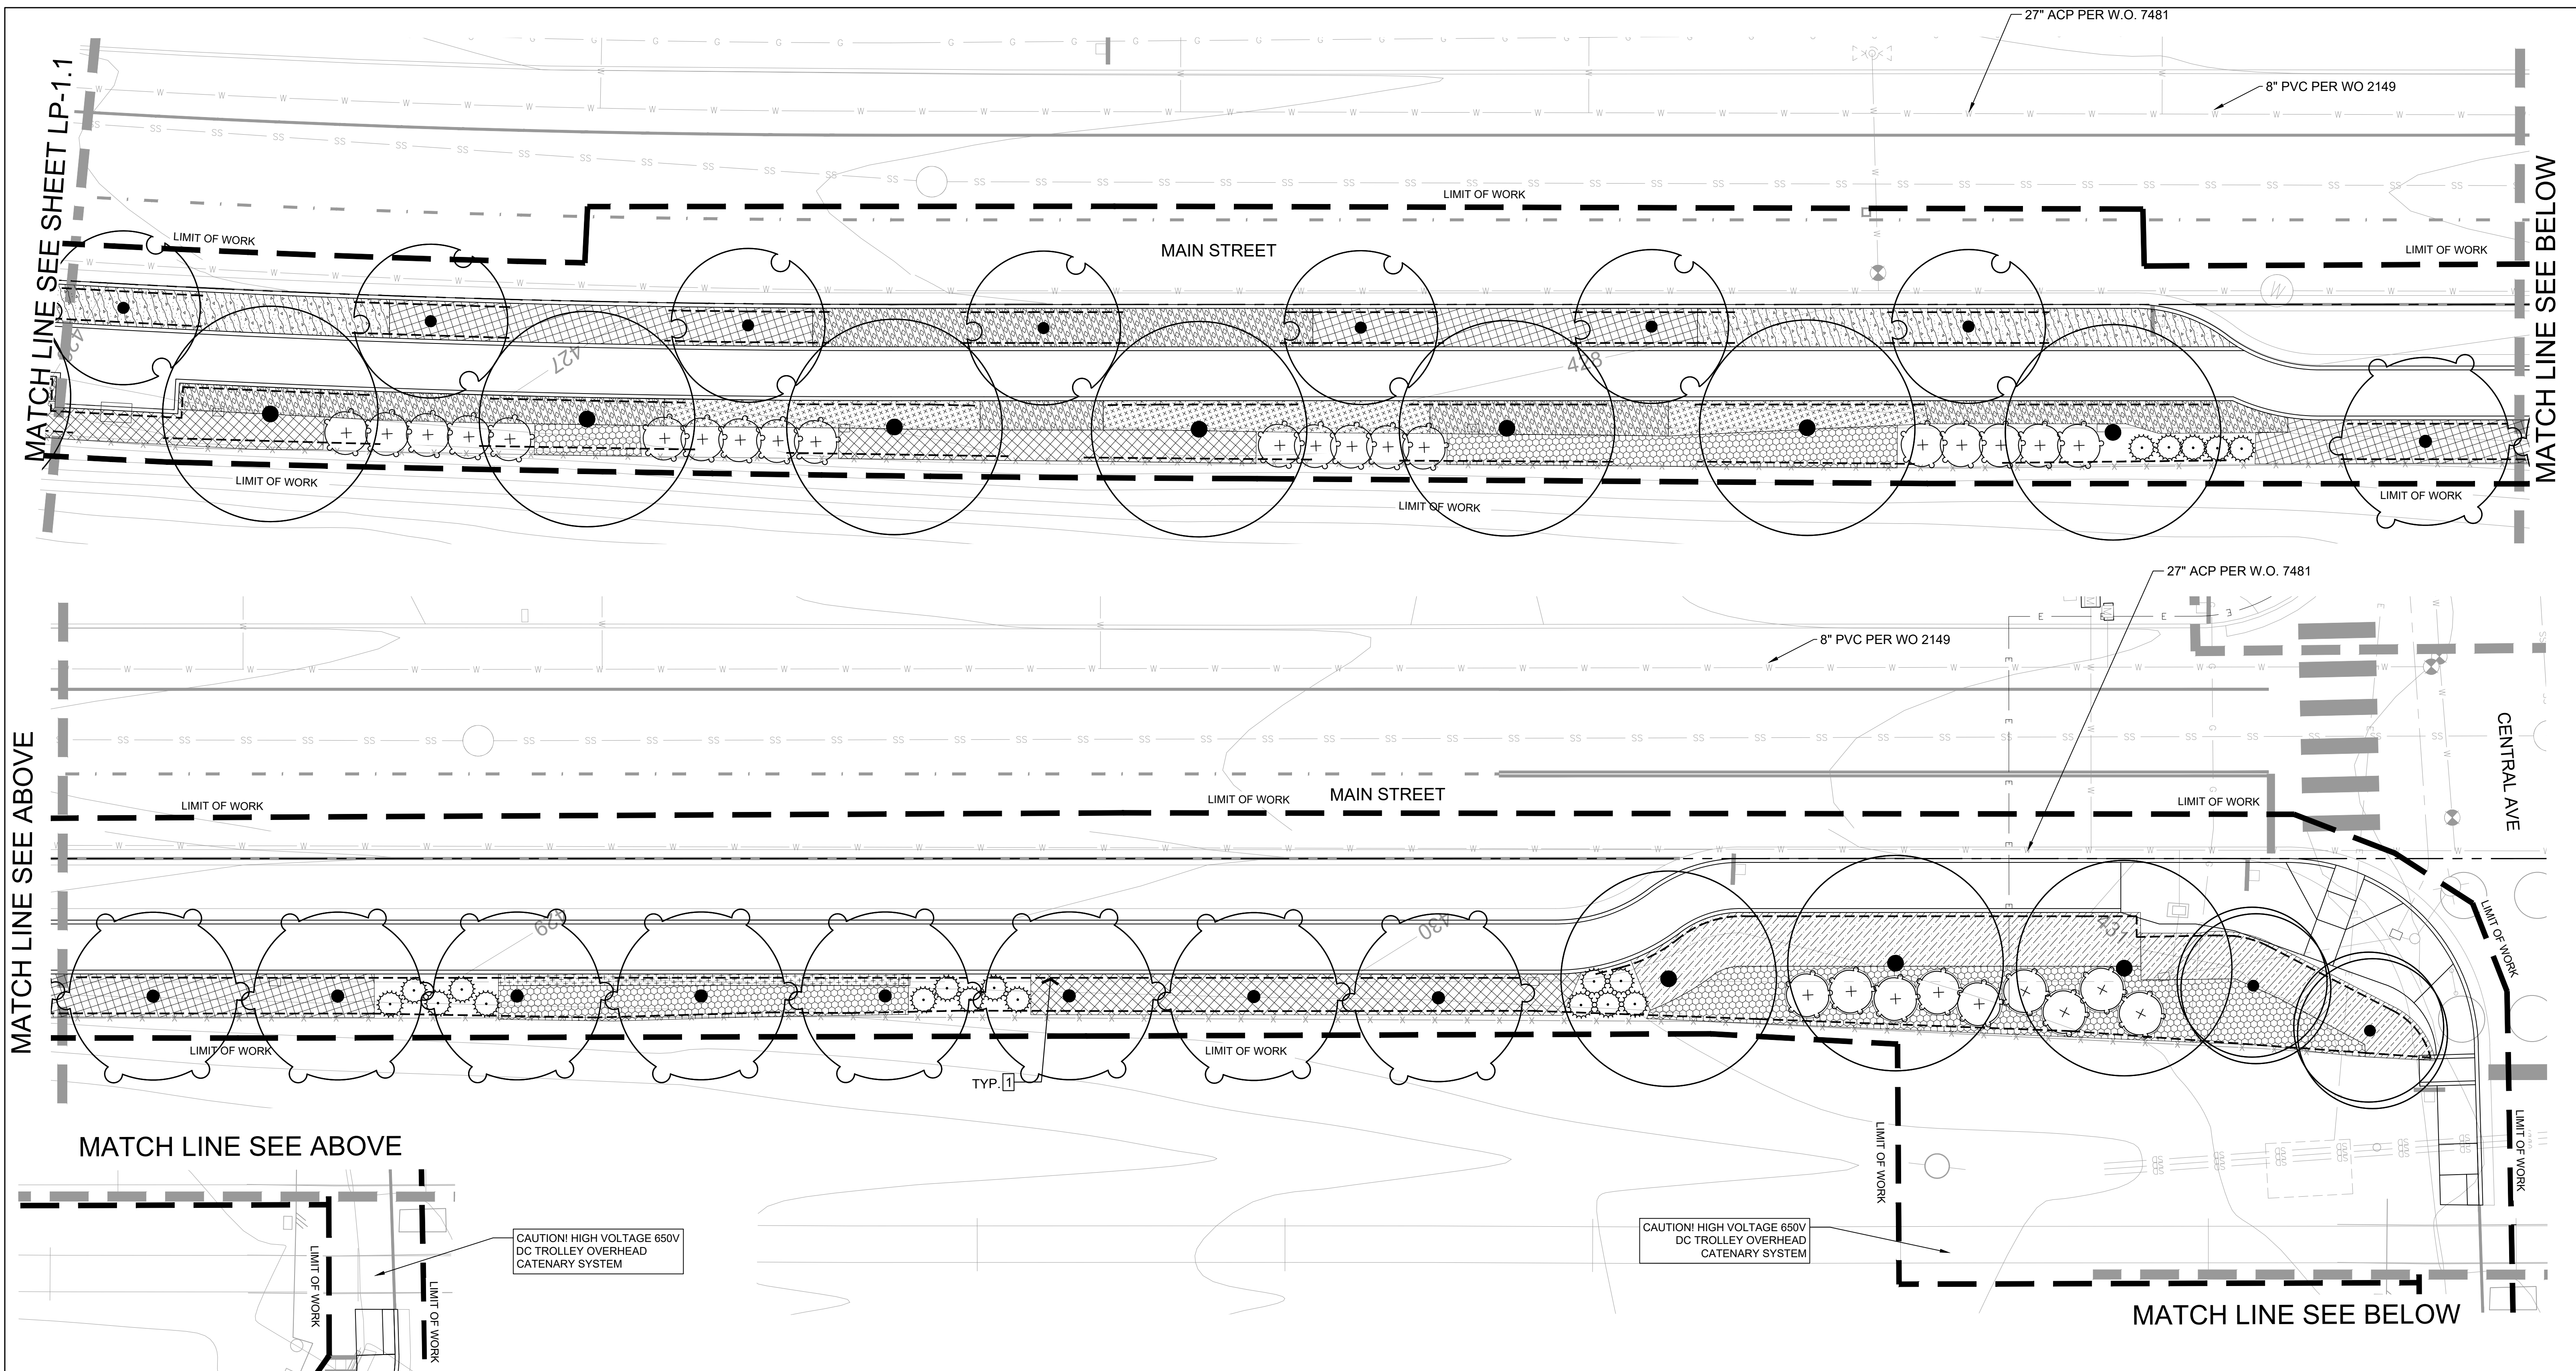 27" ACP PER W.O. 7481
8" PVC PER WO 2149
MATCH LINE SEE SHEET LP-1.1
LIMIT OF WORK
LIMIT OF WORK
MAIN STREET
LIMIT OF WORK
MATCH LINE SEE BELOW
427
428
LIMIT OF WORK
LIMIT OF WORK
LIMIT OF WORK
27" ACP PER W.O. 7481
8" PVC PER WO 2149
MATCH LINE SEE ABOVE
CENTRAL AVE
LIMIT OF WORK
LIMIT OF WORK
MAIN STREET
LIMIT OF WORK
LIMIT OF WORK
429
430
431
LIMIT OF WORK
LIMIT OF WORK
TYP. 1
LIMIT OF WORK
LIMIT OF WORK
MATCH LINE SEE ABOVE
CAUTION! HIGH VOLTAGE 650V
DC TROLLEY OVERHEAD
CATENARY SYSTEM
CAUTION! HIGH VOLTAGE 650V
DC TROLLEY OVERHEAD
CATENARY SYSTEM
LIMIT OF WORK
LIMIT OF WORK
MATCH LINE SEE BELOW